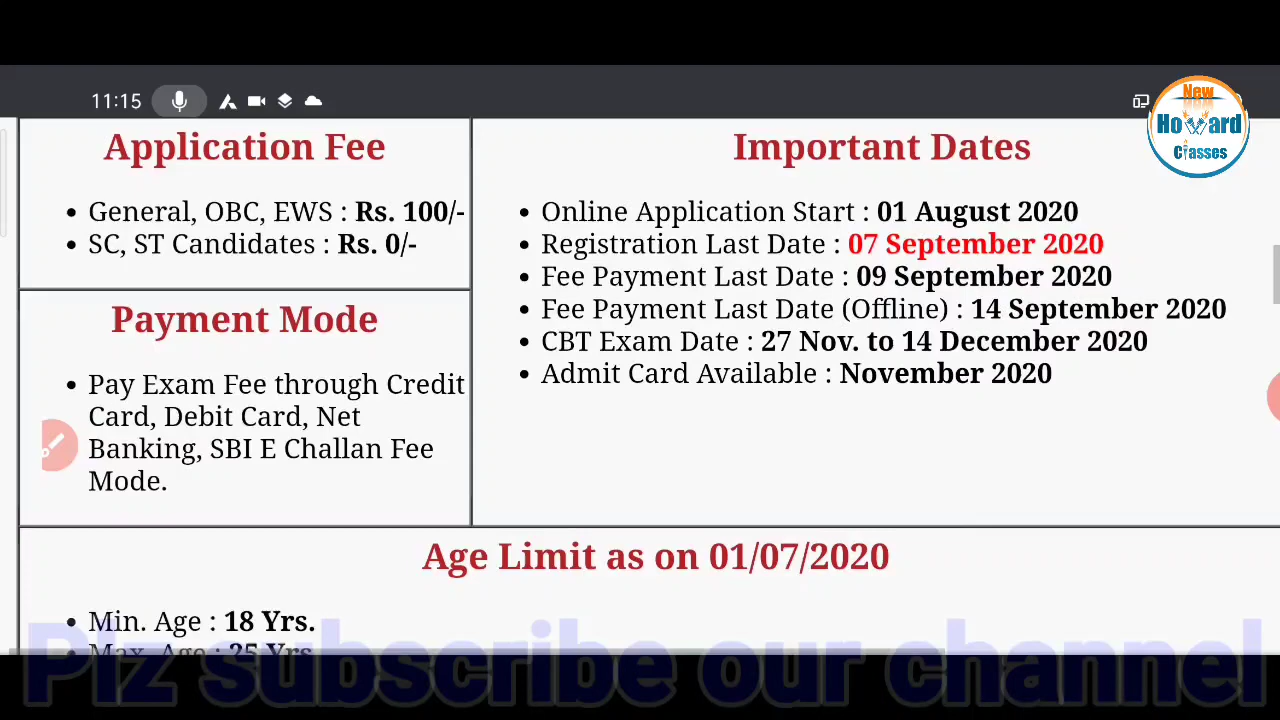 11:15
New
Howard
Classes
Application Fee
General, OBC, EWS : Rs. 100/-
SC, ST Candidates : Rs. 0/-
Payment Mode
Pay Exam Fee through Credit
Card, Debit Card, Net
Banking, SBI E Challan Fee
Mode.
Important Dates
Online Application Start : 01 August 2020
Registration Last Date : 07 September 2020
Fee Payment Last Date : 09 September 2020
Fee Payment Last Date (Offline) : 14 September 2020
CBT Exam Date : 27 Nov. to 14 December 2020
Admit Card Available : November 2020
Age Limit as on 01/07/2020
Min. Age : 18 Yrs.
Max. Age : 25 Yrs
Plz subscribe our channel